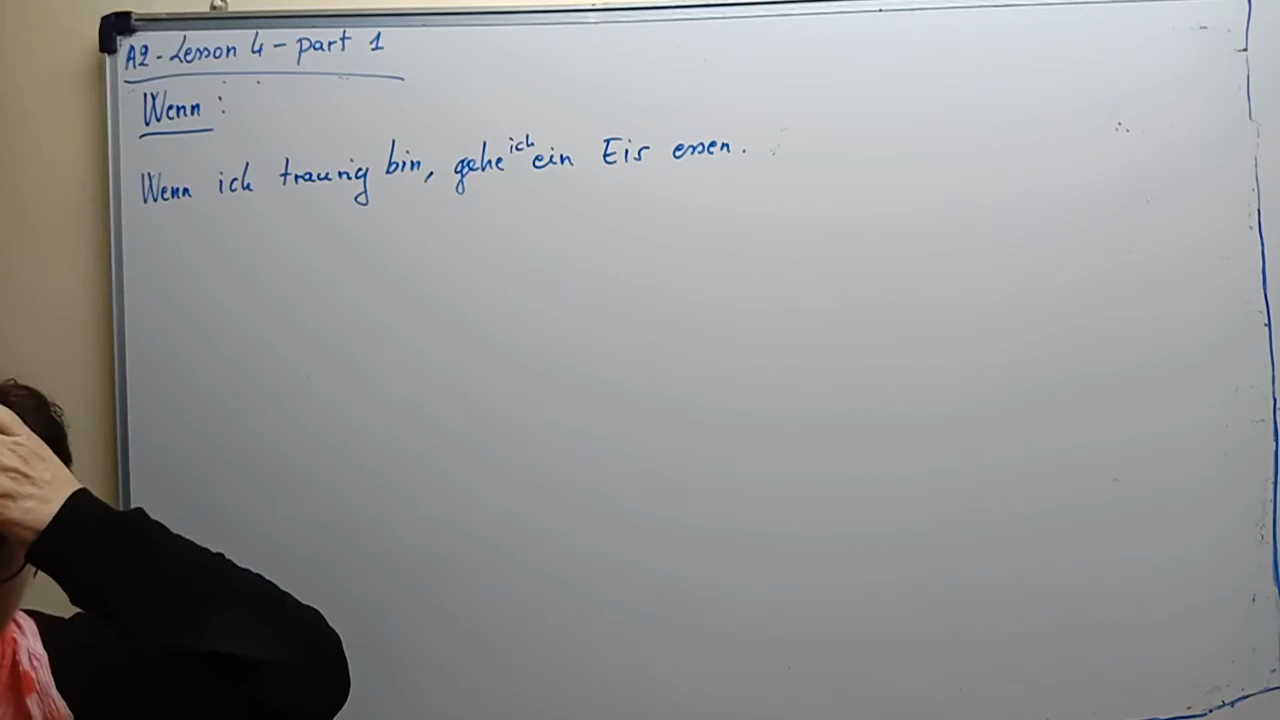 A2 - Lesson 4 - part 1
Wenn :
Wenn ich traurig bin, gehe ich ein Eis essen.